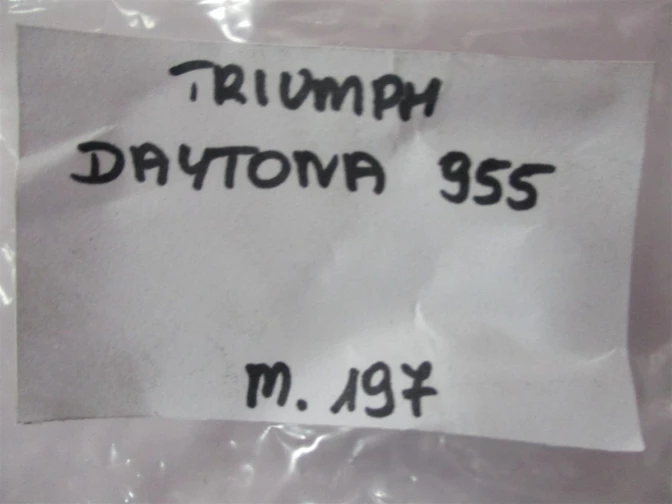 TRIUMPH
DAYTONA 955
m. 197